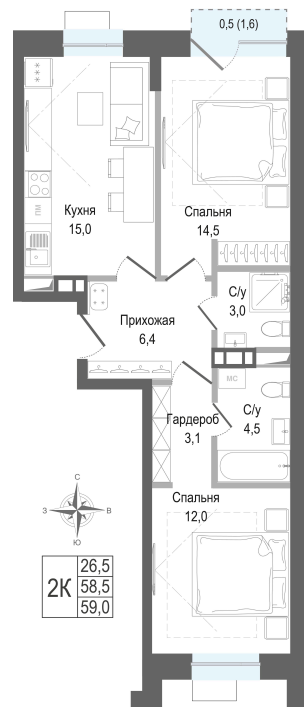 0,5 (1,6)
ПМ
Кухня
15,0
Спальня
14,5
С/у
3,0
Прихожая
6,4
МС
С/у
4,5
Гардероб
3,1
Спальня
12,0
С
З
В
Ю
2К
26,5
58,5
59,0